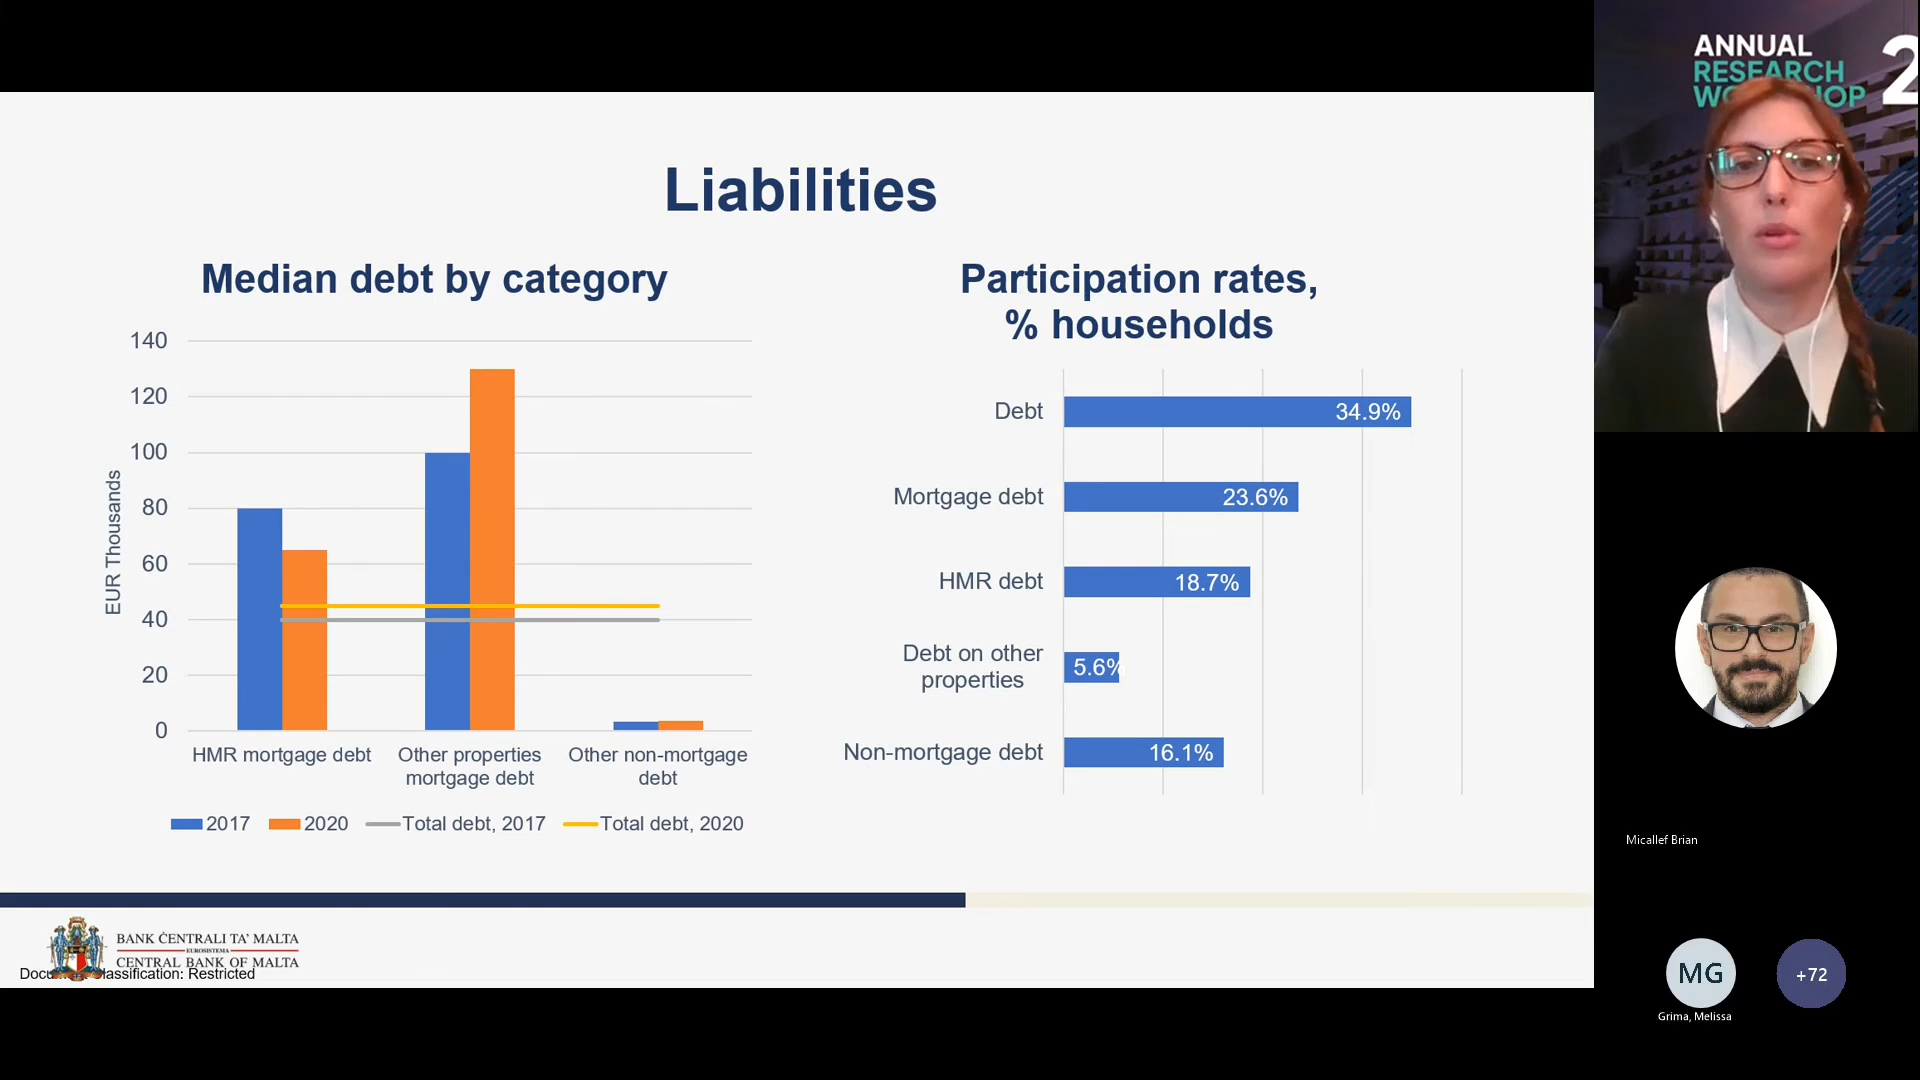 Liabilities
Median debt by category
EUR Thousands
140
120
100
80
60
40
20
0
HMR mortgage debt
Other properties
mortgage debt
Other non-mortgage
debt
2017
2020
Total debt, 2017
Total debt, 2020
Participation rates,
% households
Debt
34.9%
Mortgage debt
23.6%
HMR debt
18.7%
Debt on other
properties
5.6%
Non-mortgage debt
16.1%
BANK ĊENTRALI TA' MALTA
EUROSISTEMA
CENTRAL BANK OF MALTA
Classification: Restricted
ANNUAL
RESEARCH
2
Micallef Brian
MG
Grima, Melissa
+72